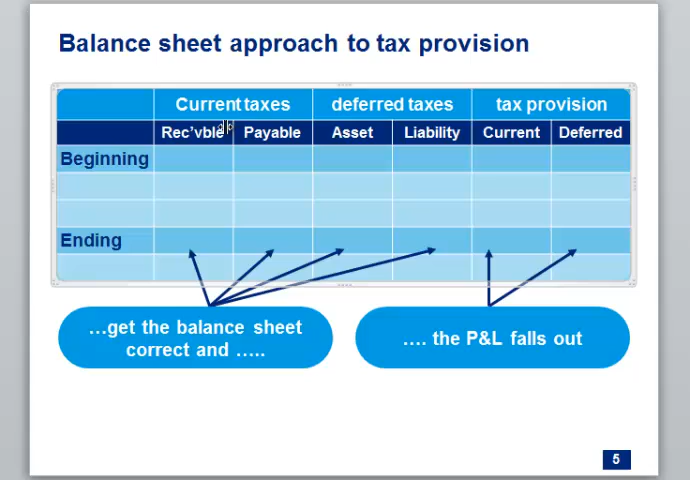 Balance sheet approach to tax provision
Current taxes deferred taxes tax provision
Rec'vble Payable Asset Liability Current Deferred
Beginning
Ending
…get the balance sheet
correct and …..
…. the P&L falls out
5